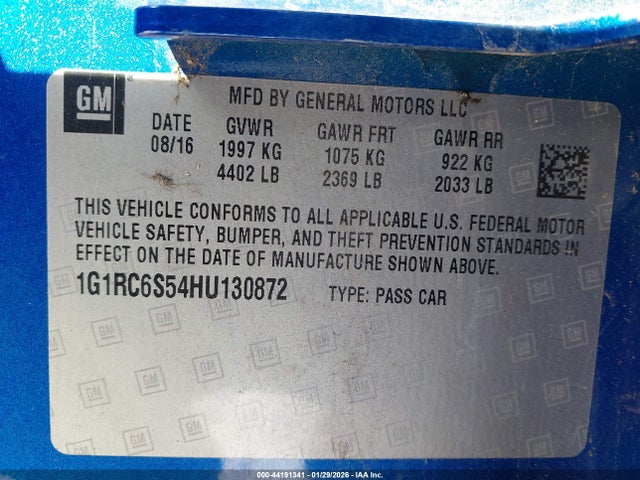 GM
MFD BY GENERAL MOTORS LLC
DATE GVWR GAWR FRT GAWR RR
08/16 1997 KG 1075 KG 922 KG
4402 LB 2369 LB 2033 LB
THIS VEHICLE CONFORMS TO ALL APPLICABLE U.S. FEDERAL MOTOR
VEHICLE SAFETY, BUMPER, AND THEFT PREVENTION STANDARDS IN
EFFECT ON THE DATE OF MANUFACTURE SHOWN ABOVE.
1G1RC6S54HU130872 TYPE: PASS CAR
000-44191341 - 01/29/2026 - IAA, Inc.